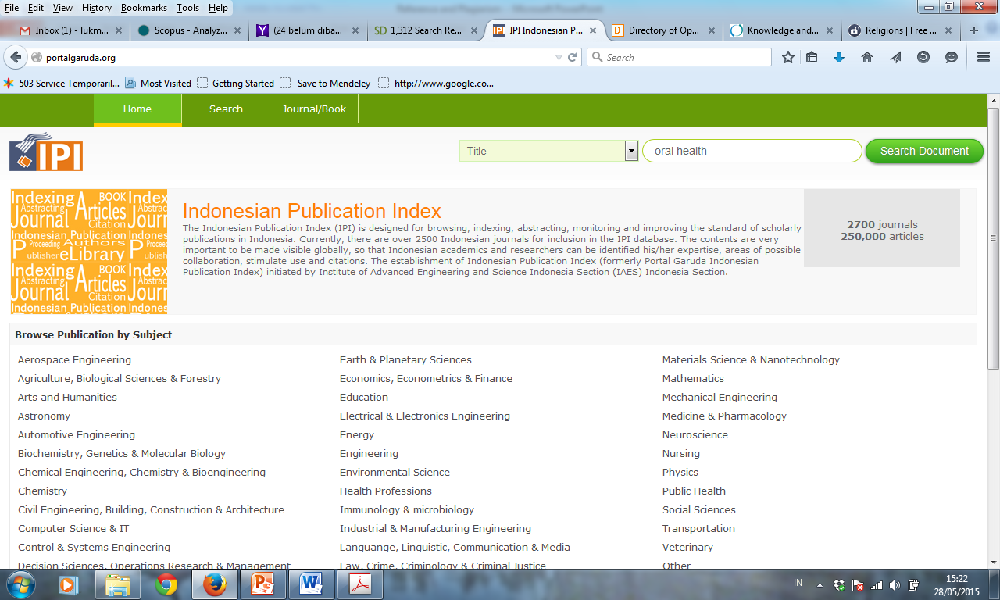 Reference and Plagiarism - Microsoft PowerPoint
File Edit View History Bookmarks Tools Help
Inbox (1) - lukm... Scopus - Analyz... (24 belum diba... SD 1,312 Search Re... IPI Indonesian P... Directory of Op... Knowledge and... Religions | Free ...
portalgaruda.org Search
503 Service Temporaril... Most Visited Getting Started Save to Mendeley http://www.google.co...
Home Search Journal/Book
IPI Title oral health Search Document
Indexing BOOK Index
Abstracting Articles Abstrac
Journal Citation Jour
Indonesian Publication Indones
Proceeding Authors Proceed
Publisher eLibrary Publish
Indexing BOOK Index
Abstracting Articles Abstrac
Journal Citation Jour
Indonesian Publication Indones
Indonesian Publication Index
The Indonesian Publication Index (IPI) is designed for browsing, indexing, abstracting, monitoring and improving the standard of scholarly
publications in Indonesia. Currently, there are over 2500 Indonesian journals for inclusion in the IPI database. The contents are very
important to be made visible globally, so that Indonesian academics and researchers can be identified his/her expertise, areas of possible
collaboration, stimulate use and citations. The establishment of Indonesian Publication Index (formerly Portal Garuda Indonesian
Publication Index) initiated by Institute of Advanced Engineering and Science Indonesia Section (IAES) Indonesia Section.
2700 journals
250,000 articles
Browse Publication by Subject
Aerospace Engineering
Agriculture, Biological Sciences & Forestry
Arts and Humanities
Astronomy
Automotive Engineering
Biochemistry, Genetics & Molecular Biology
Chemical Engineering, Chemistry & Bioengineering
Chemistry
Civil Engineering, Building, Construction & Architecture
Computer Science & IT
Control & Systems Engineering
Decision Sciences, Operations Research & Management
Earth & Planetary Sciences
Economics, Econometrics & Finance
Education
Electrical & Electronics Engineering
Energy
Engineering
Environmental Science
Health Professions
Immunology & microbiology
Industrial & Manufacturing Engineering
Languange, Linguistic, Communication & Media
Law, Crime, Criminology & Criminal Justice
Materials Science & Nanotechnology
Mathematics
Mechanical Engineering
Medicine & Pharmacology
Neuroscience
Nursing
Physics
Public Health
Social Sciences
Transportation
Veterinary
Other
IN 15:22
28/05/2015